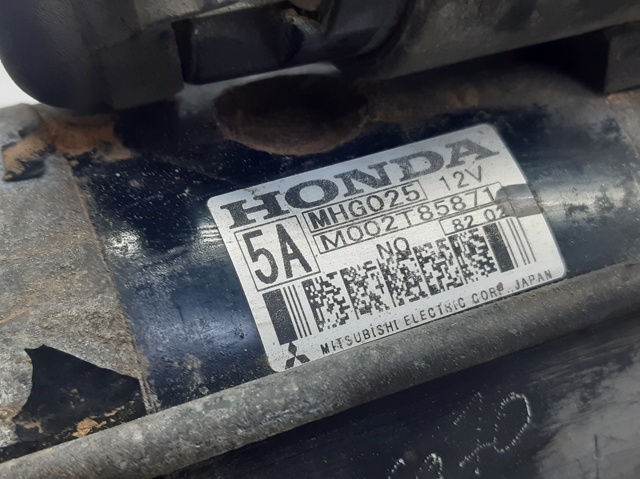 HONDA
5A
MHG025 12V
M002T85871
NO 82 02
MITSUBISHI ELECTRIC CORP. JAPAN